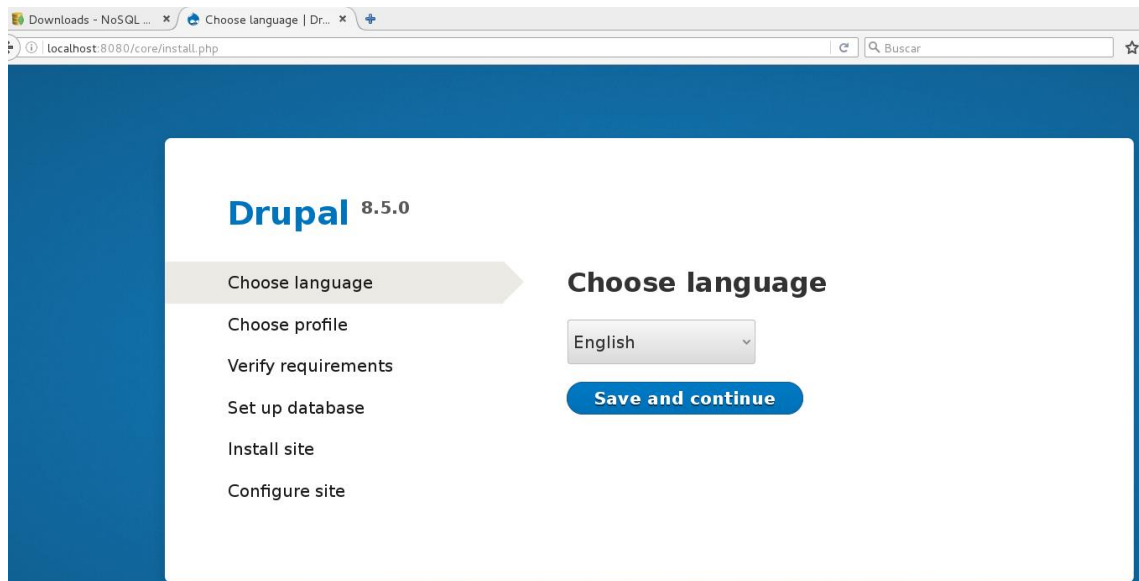 Downloads - NoSQL ...
Choose language | Dr...
localhost:8080/core/install.php
Buscar
Drupal 8.5.0
Choose language
Choose profile
Verify requirements
Set up database
Install site
Configure site
Choose language
English
Save and continue